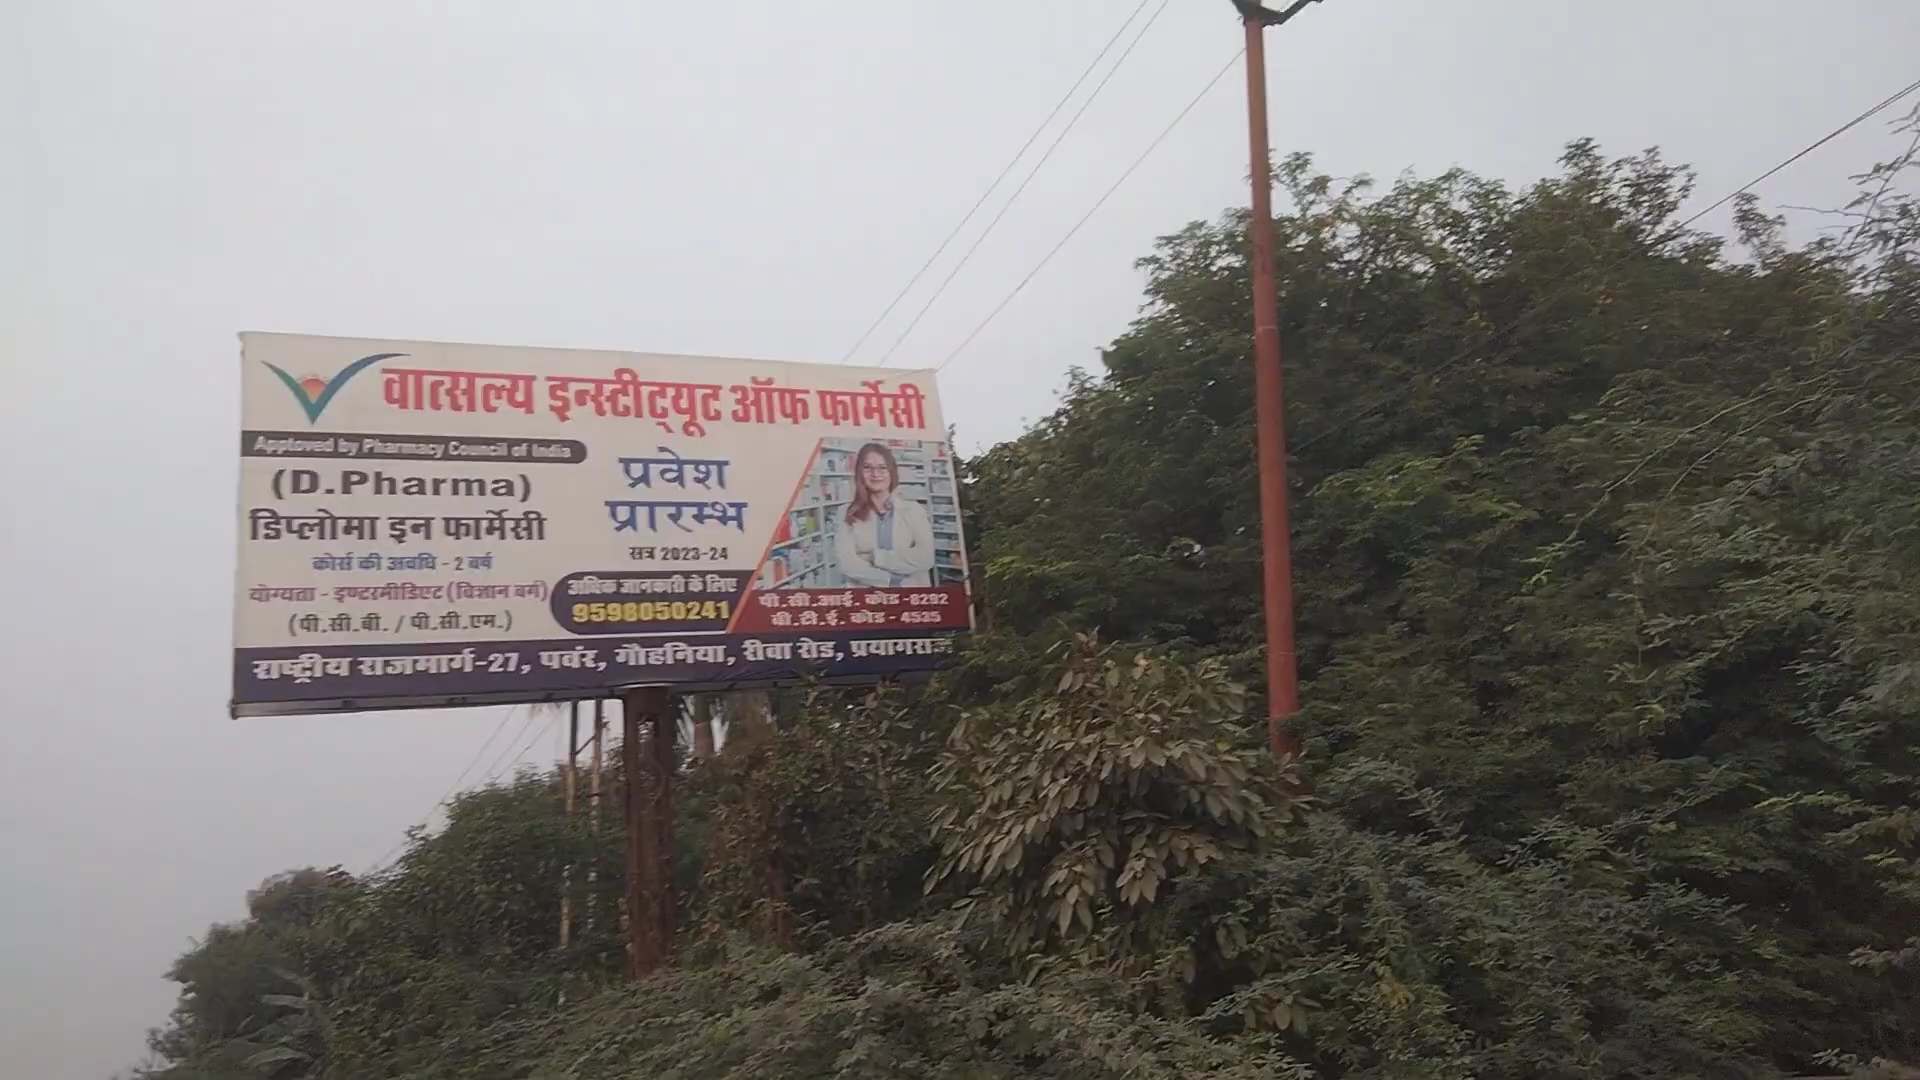 वात्सल्य इन्स्टीट्यूट ऑफ फार्मेसी
Apptoved by Pharmacy Council of India
(D.Pharma)
डिप्लोमा इन फार्मेसी
कोर्स की अवधि - 2 वर्ष
योग्यता - इण्टरमीडिएट (विज्ञान वर्ग)
(पी.सी.बी. / पी.सी.एम.)
प्रवेश
प्रारम्भ
सत्र 2023-24
अधिक जानकारी के लिए
9598050241
पी.सी.आई. कोड -8292
बी.टी.ई. कोड - 4535
राष्ट्रीय राजमार्ग-27, पवंर, गौहनिया, रीवा रोड, प्रयागराज